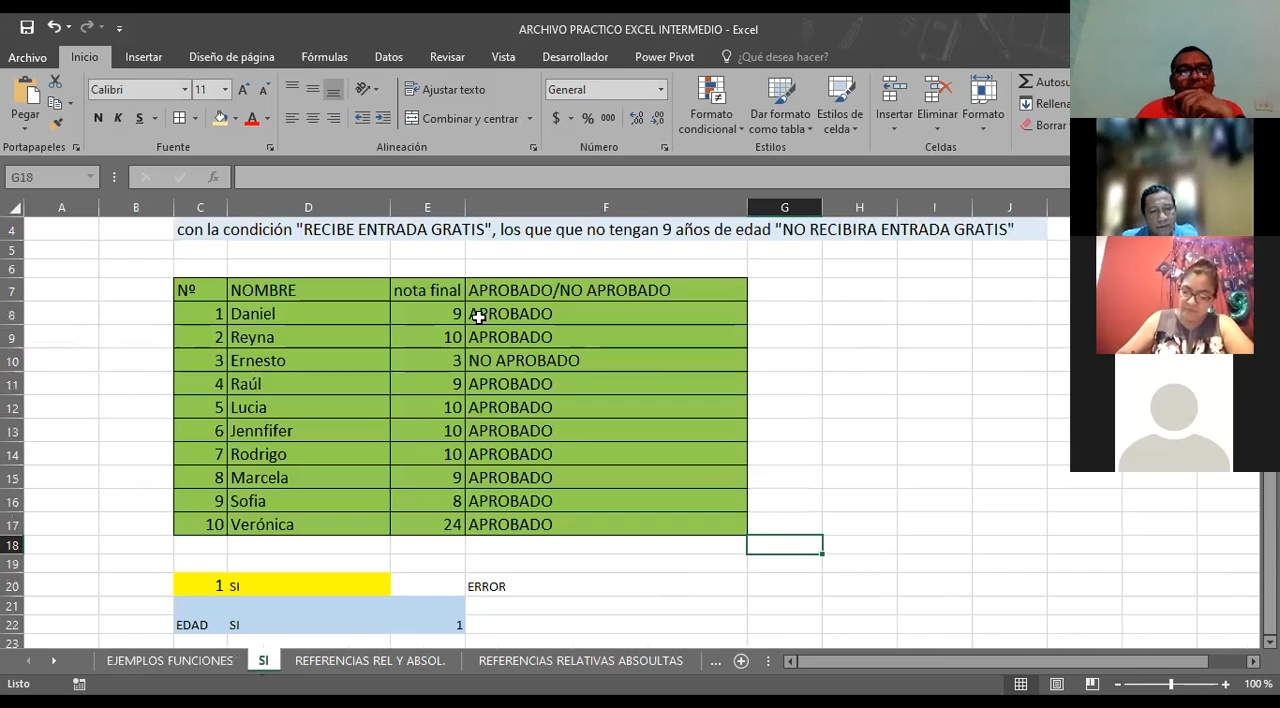 ARCHIVO PRACTICO EXCEL INTERMEDIO - Excel
Archivo Inicio Insertar Diseño de página Fórmulas Datos Revisar Vista Desarrollador Power Pivot ¿Qué desea hacer?
Pegar
Calibri 11
N K S
Ajustar texto
Combinar y centrar
General
$ % 000
Formato condicional
Dar formato como tabla
Estilos de celda
Insertar Eliminar Formato
Autosu
Rellena
Borrar
Portapapeles Fuente Alineación Número Estilos Celdas
G18 fx
A B C D E F G H I J
4 con la condición "RECIBE ENTRADA GRATIS", los que que no tengan 9 años de edad "NO RECIBIRA ENTRADA GRATIS"
5
6
7 Nº NOMBRE nota final APROBADO/NO APROBADO
8 1 Daniel 9 APROBADO
9 2 Reyna 10 APROBADO
10 3 Ernesto 3 NO APROBADO
11 4 Raúl 9 APROBADO
12 5 Lucia 10 APROBADO
13 6 Jennfifer 10 APROBADO
14 7 Rodrigo 10 APROBADO
15 8 Marcela 9 APROBADO
16 9 Sofia 8 APROBADO
17 10 Verónica 24 APROBADO
18
19
20 1 SI ERROR
21
22 EDAD SI 1
23
EJEMPLOS FUNCIONES SI REFERENCIAS REL Y ABSOL. REFERENCIAS RELATIVAS ABSOULTAS ...
Listo 100 %